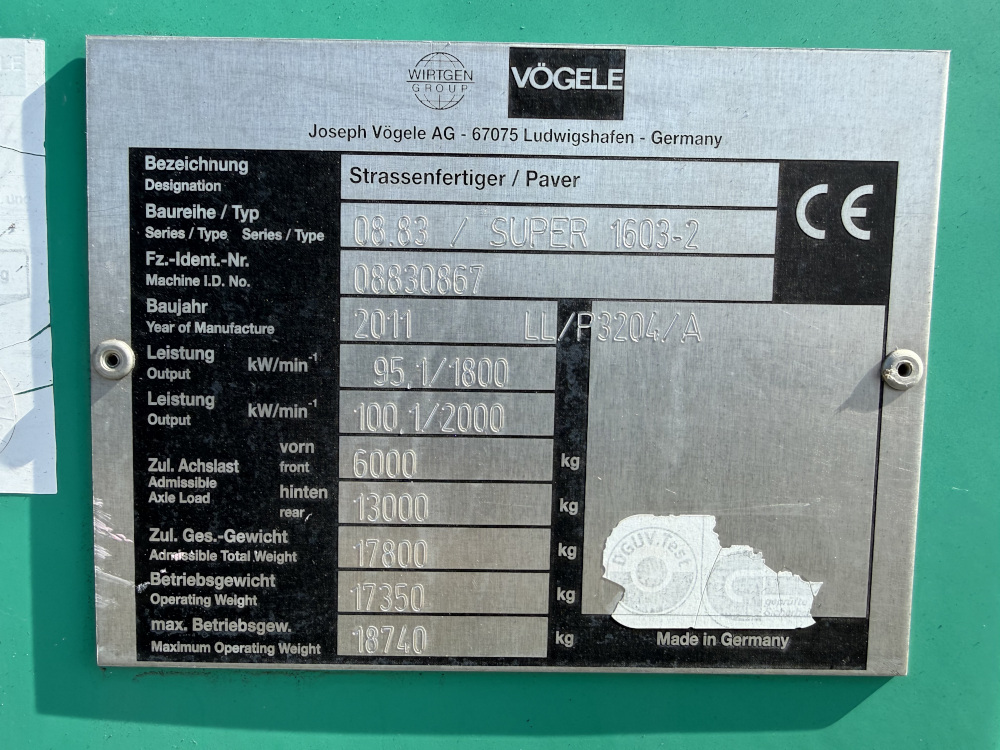 WIRTGEN
GROUP
VÖGELE
Joseph Vögele AG - 67075 Ludwigshafen - Germany
Bezeichnung
Designation
Strassenfertiger / Paver
CE
Baureihe / Typ
Series / Type Series / Type
08.83 / SUPER 1603-2
Fz.-Ident.-Nr.
Machine I.D. No.
08830867
Baujahr
Year of Manufacture
2011 LL/P3204/A
Leistung
Output
kW/min-1
95,1/1800
Leistung
Output
kW/min-1
100,1/2000
Zul. Achslast
Admissible
Axle Load
vorn
front
6000 kg
hinten
rear
13000 kg
Zul. Ges.-Gewicht
Admissible Total Weight
17800 kg
Betriebsgewicht
Operating Weight
17350 kg
max. Betriebsgew.
Maximum Operating Weight
18740 kg
DGUV Test
geprüfte
Made in Germany